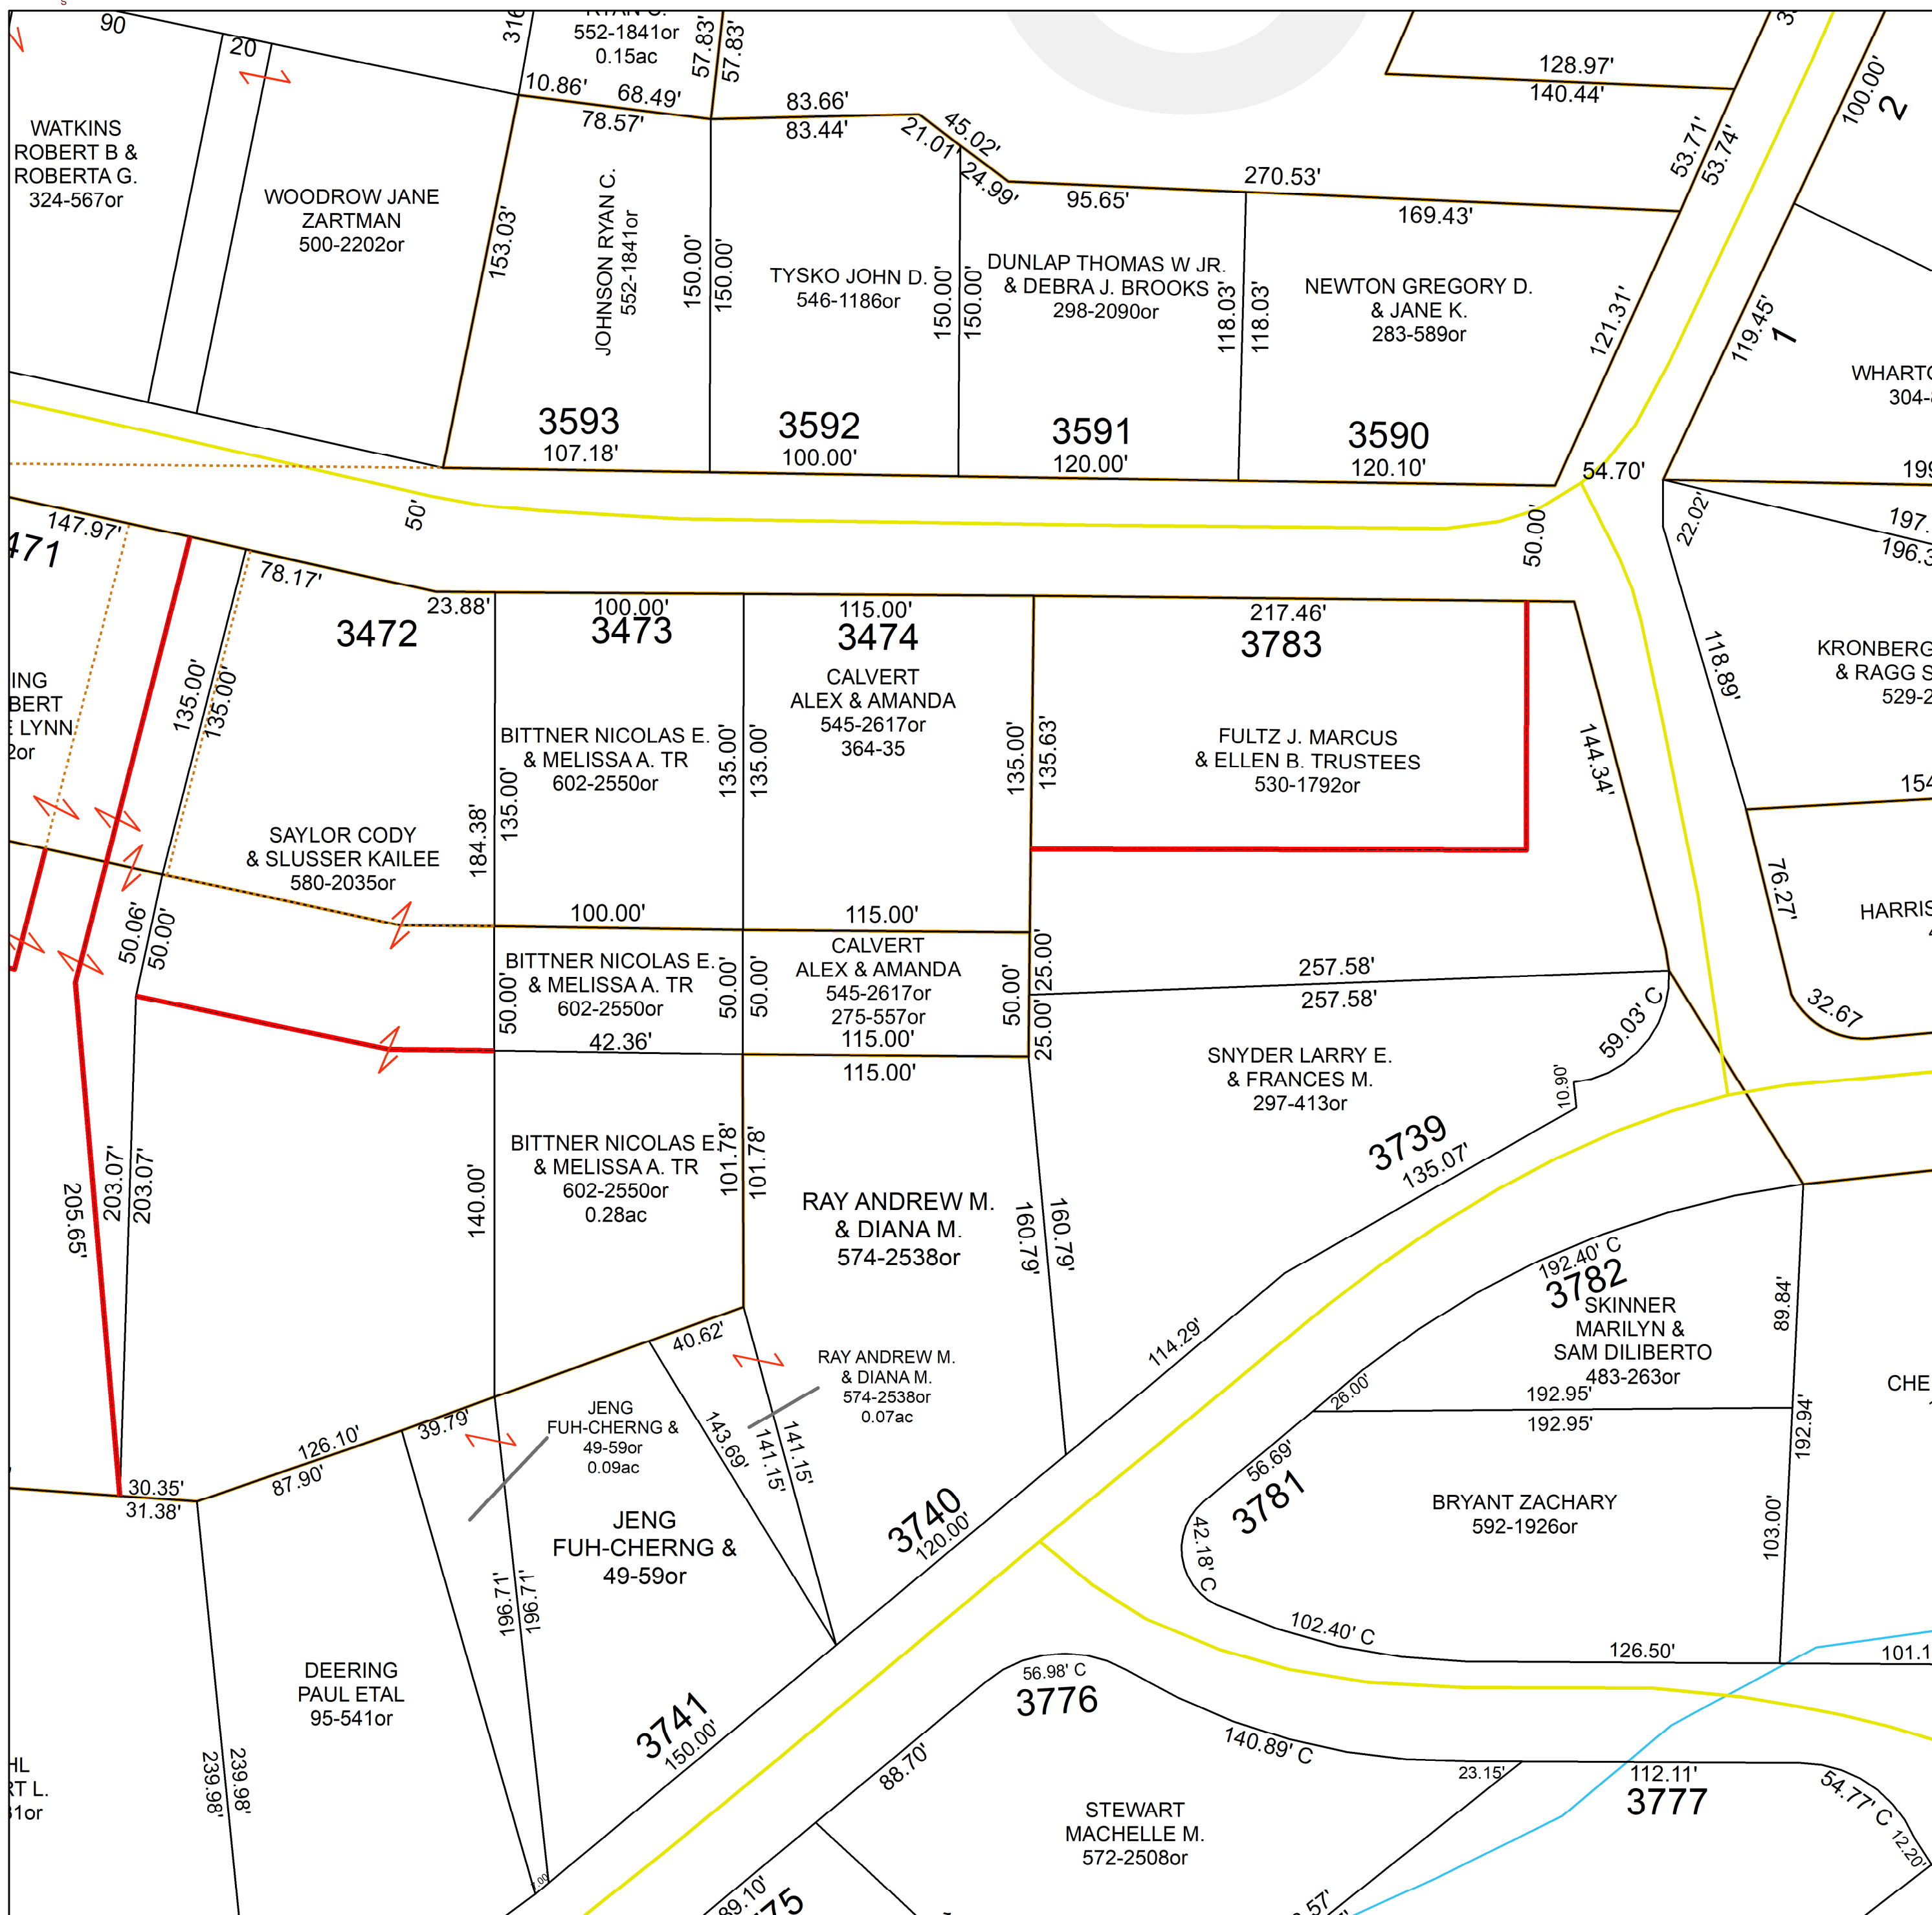 90
20
316
552-1841or
0.15ac
57.83'
57.83'
10.86'
68.49'
78.57'
83.66'
83.44'
21.01'
45.02'
24.99'
95.65'
270.53'
169.43'
128.97'
140.44'
53.71'
53.74'
100.00'
2
119.45'
1
121.31'
WATKINS
ROBERT B &
ROBERTA G.
324-567or
WOODROW JANE
ZARTMAN
500-2202or
153.03'
JOHNSON RYAN C.
552-1841or
150.00'
150.00'
TYSKO JOHN D.
546-1186or
150.00'
150.00'
DUNLAP THOMAS W JR.
& DEBRA J. BROOKS
298-2090or
118.03'
118.03'
NEWTON GREGORY D.
& JANE K.
283-589or
304-
3593
107.18'
3592
100.00'
3591
120.00'
3590
120.10'
54.70'
199
197.
196.3
22.02'
50'
50.00'
147.97'
471
78.17'
23.88'
100.00'
115.00'
217.46'
3472
3473
3474
3783
118.89'
KRONBERG
& RAGG S
529-2
ING
BERT
E LYNN
2or
135.00'
135.00'
CALVERT
ALEX & AMANDA
545-2617or
364-35
BITTNER NICOLAS E.
& MELISSA A. TR
602-2550or
135.00'
135.00'
135.00'
135.63'
FULTZ J. MARCUS
& ELLEN B. TRUSTEES
530-1792or
144.34'
154
SAYLOR CODY
& SLUSSER KAILEE
580-2035or
184.38'
135.00'
76.27'
HARRIS
100.00'
115.00'
50.06'
50.00'
BITTNER NICOLAS E.
& MELISSA A. TR
602-2550or
42.36'
50.00'
50.00'
50.00'
CALVERT
ALEX & AMANDA
545-2617or
275-557or
115.00'
115.00'
50.00'
25.00'
25.00'
257.58'
257.58'
59.03' C
32.67
10.90'
SNYDER LARRY E.
& FRANCES M.
297-413or
3739
135.07'
205.65'
203.07'
203.07'
140.00'
BITTNER NICOLAS E.
& MELISSA A. TR
602-2550or
0.28ac
101.78'
101.78'
RAY ANDREW M.
& DIANA M.
574-2538or
160.79'
160.79'
114.29'
192.40' C
3782
SKINNER
MARILYN &
SAM DILIBERTO
483-263or
89.84'
CHE
26.00'
192.95'
192.95'
192.94'
40.62'
RAY ANDREW M.
& DIANA M.
574-2538or
0.07ac
JENG
FUH-CHERNG &
49-59or
0.09ac
39.79'
126.10'
87.90'
30.35'
31.38'
143.69'
141.15'
141.15'
56.69'
3781
BRYANT ZACHARY
592-1926or
103.00'
42.18' C
102.40' C
126.50'
101.1
JENG
FUH-CHERNG &
49-59or
3740
120.00'
196.71'
196.71'
DEERING
PAUL ETAL
95-541or
3741
150.00'
56.98' C
3776
140.89' C
88.70'
23.15'
112.11'
3777
54.77' C
12.20'
239.98'
239.98'
HL
RT L.
31or
STEWART
MACHELLE M.
572-2508or